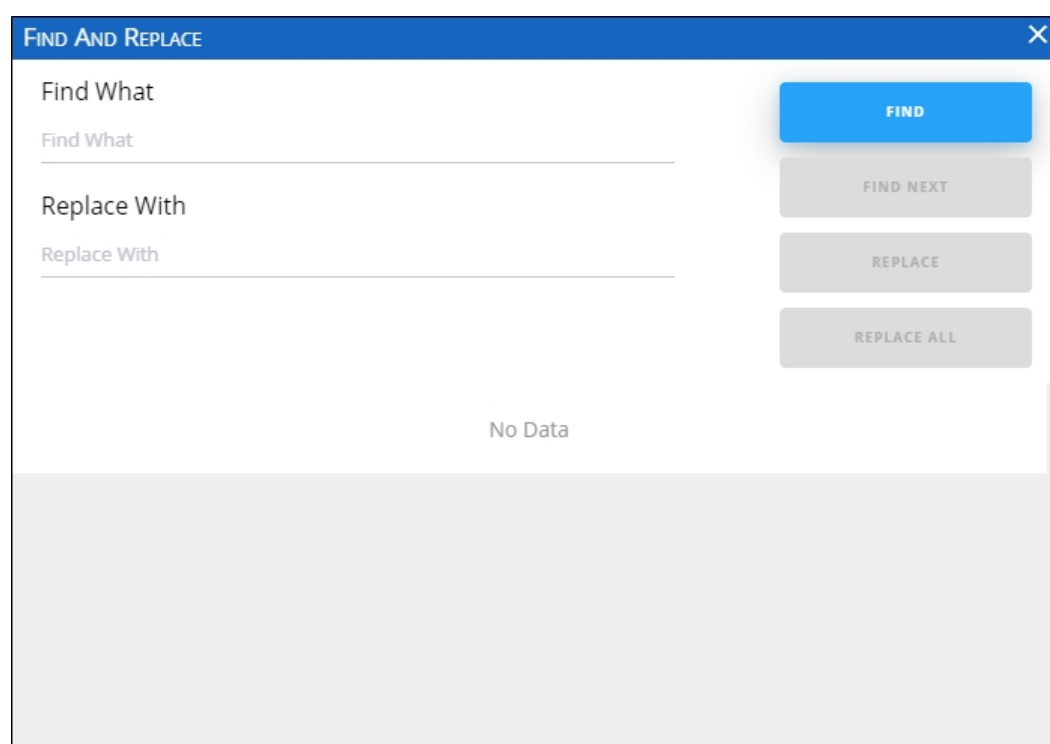 Find And Replace
Find What
Find What
Replace With
Replace With
FIND
FIND NEXT
REPLACE
REPLACE ALL
No Data